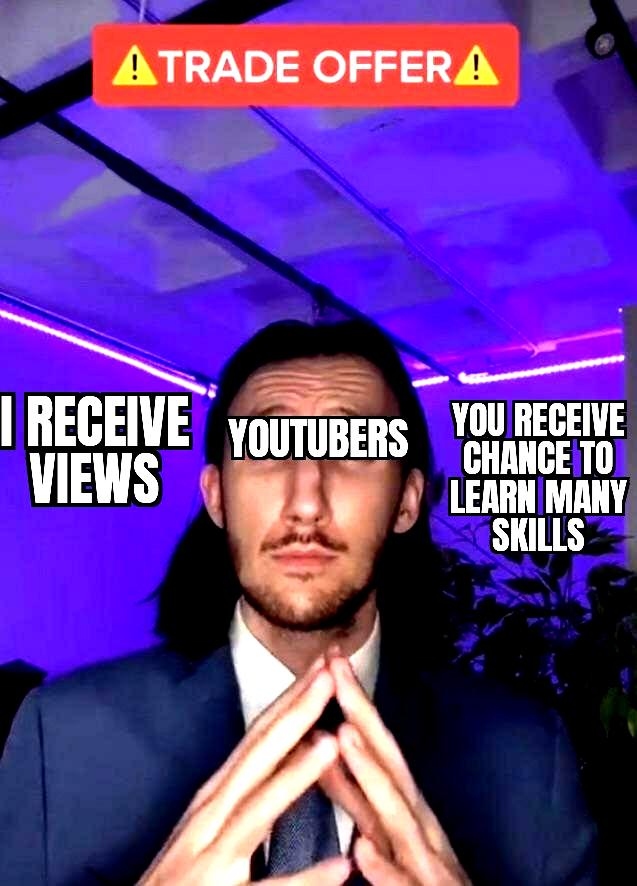 ⚠TRADE OFFER⚠
I RECEIVE
VIEWS
YOUTUBERS
YOU RECEIVE
CHANCE TO
LEARN MANY
SKILLS